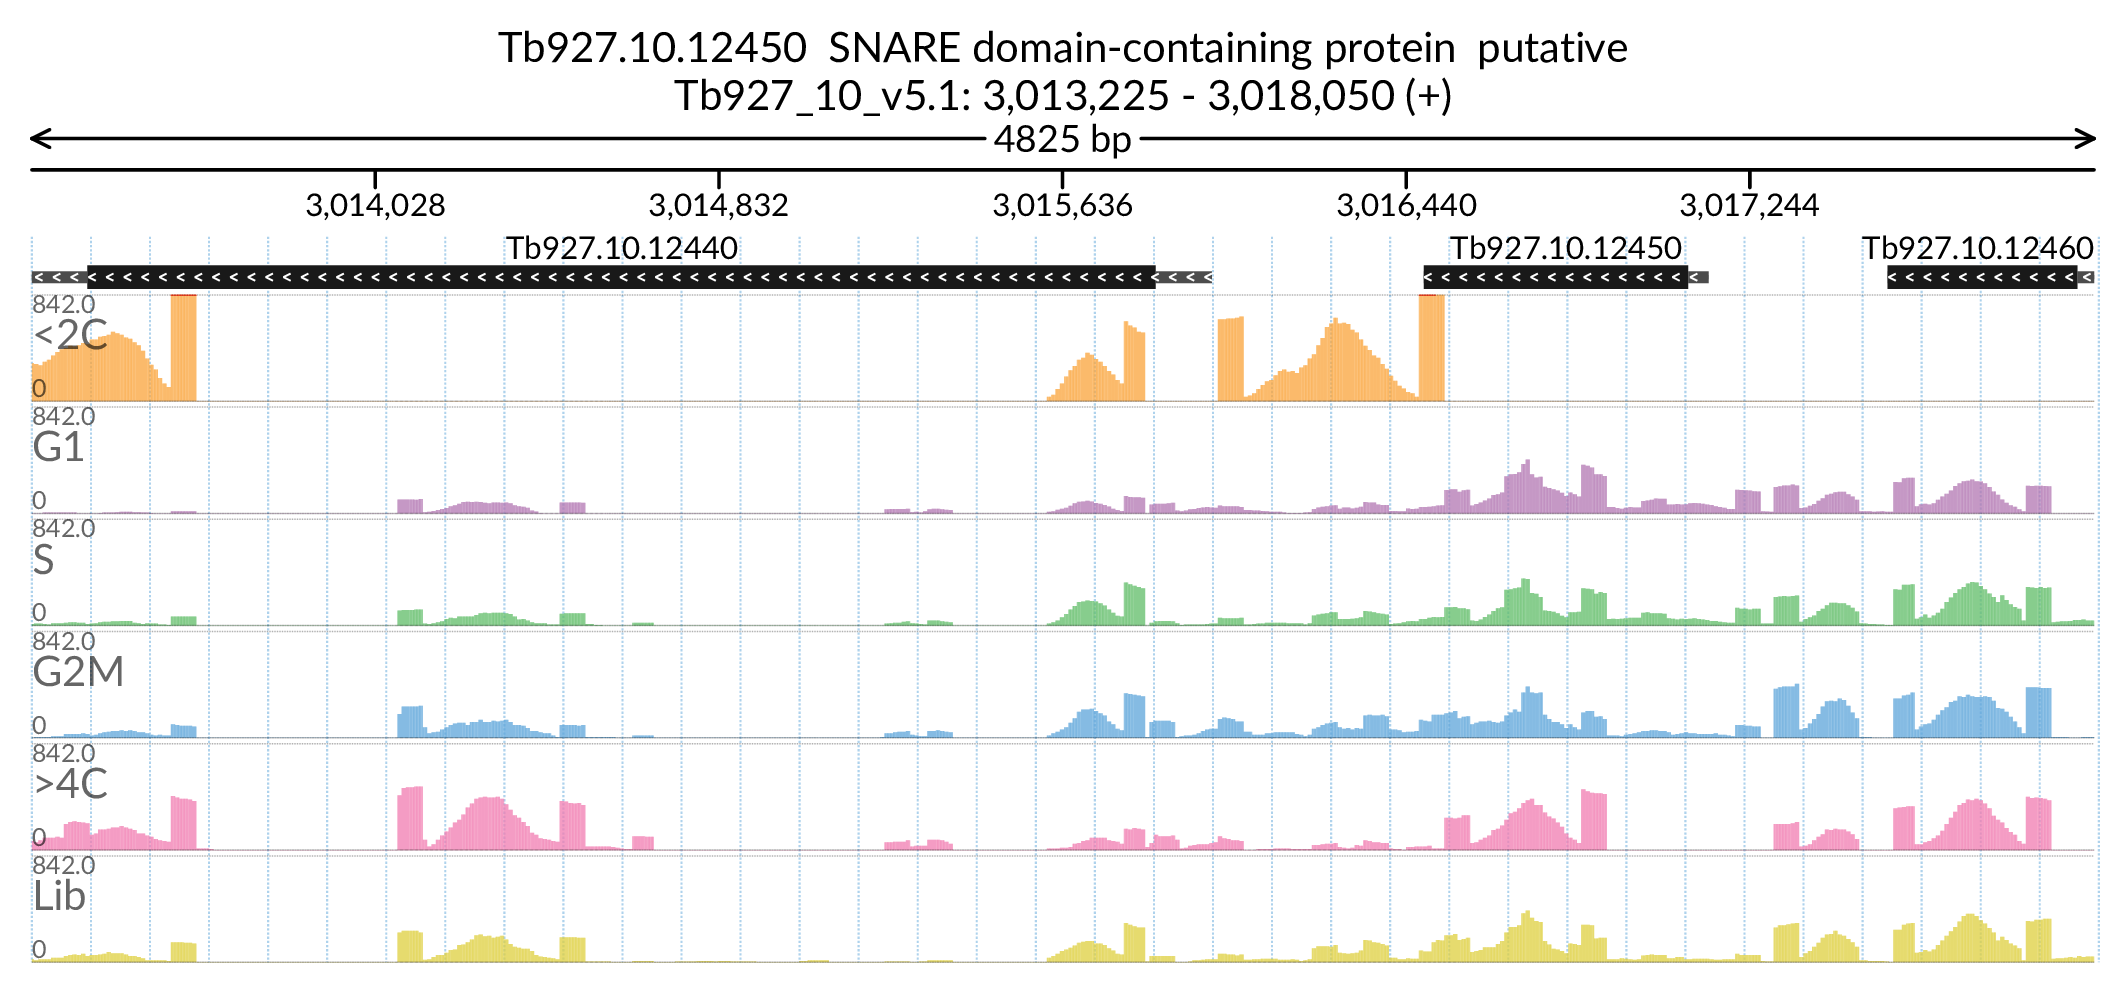 Tb927.10.12450  SNARE domain-containing protein  putative
Tb927_10_v5.1: 3,013,225 - 3,018,050 (+)
4825 bp
3,014,028 3,014,832 3,015,636 3,016,440 3,017,244
Tb927.10.12440 Tb927.10.12450 Tb927.10.12460
842.0
<2C
0
842.0
G1
0
842.0
S
0
842.0
G2M
0
842.0
>4C
0
842.0
Lib
0